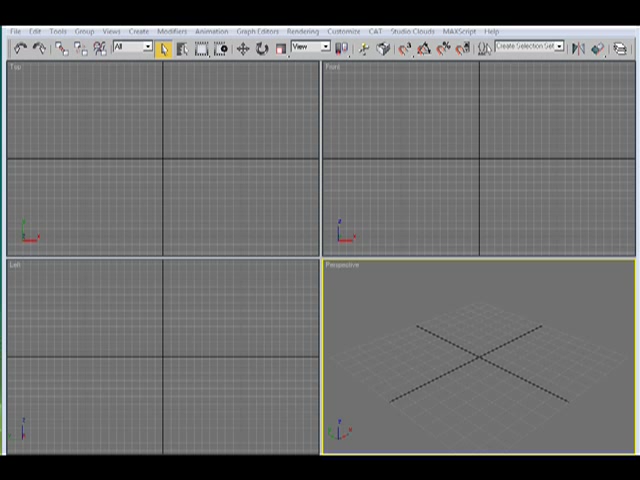 File Edit Tools Group Views Create Modifiers Animation Graph Editors Rendering Customize CAT Studio Clouds MAXScript Help
All View Create Selection Set
Top Front
Left Perspective